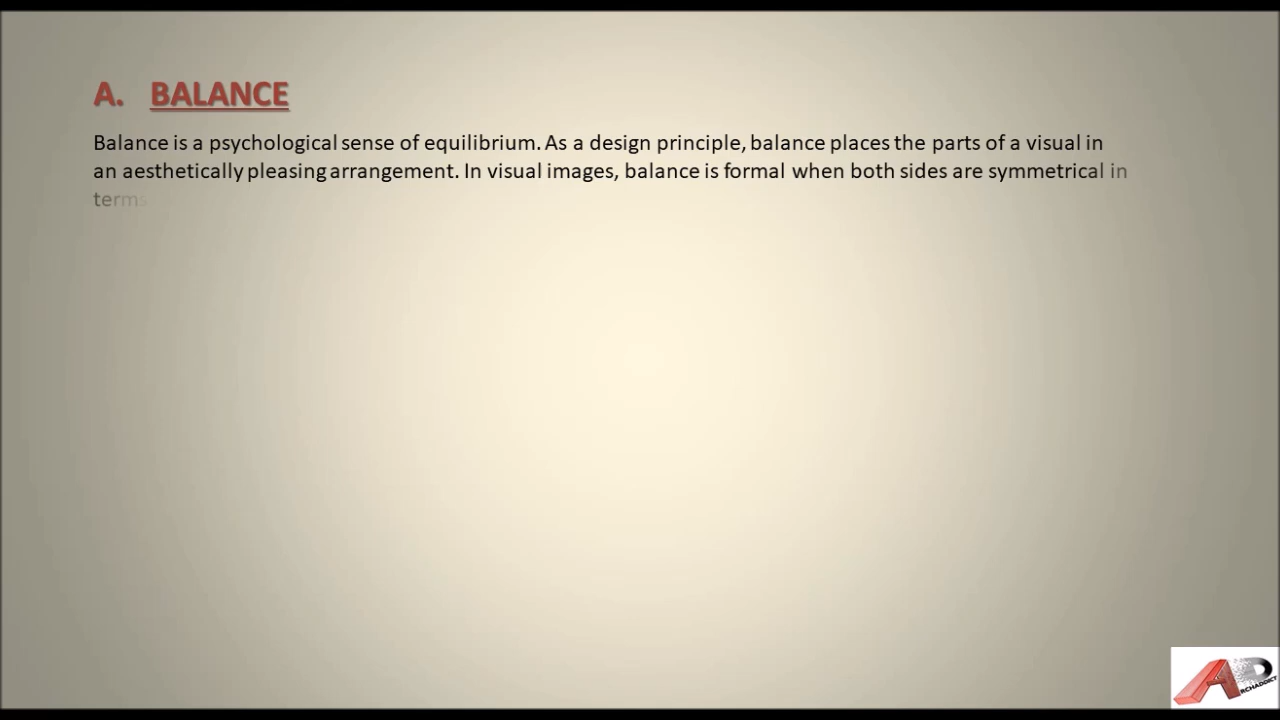 A. BALANCE
Balance is a psychological sense of equilibrium. As a design principle, balance places the parts of a visual in
an aesthetically pleasing arrangement. In visual images, balance is formal when both sides are symmetrical in
terms
ARCHADDICT